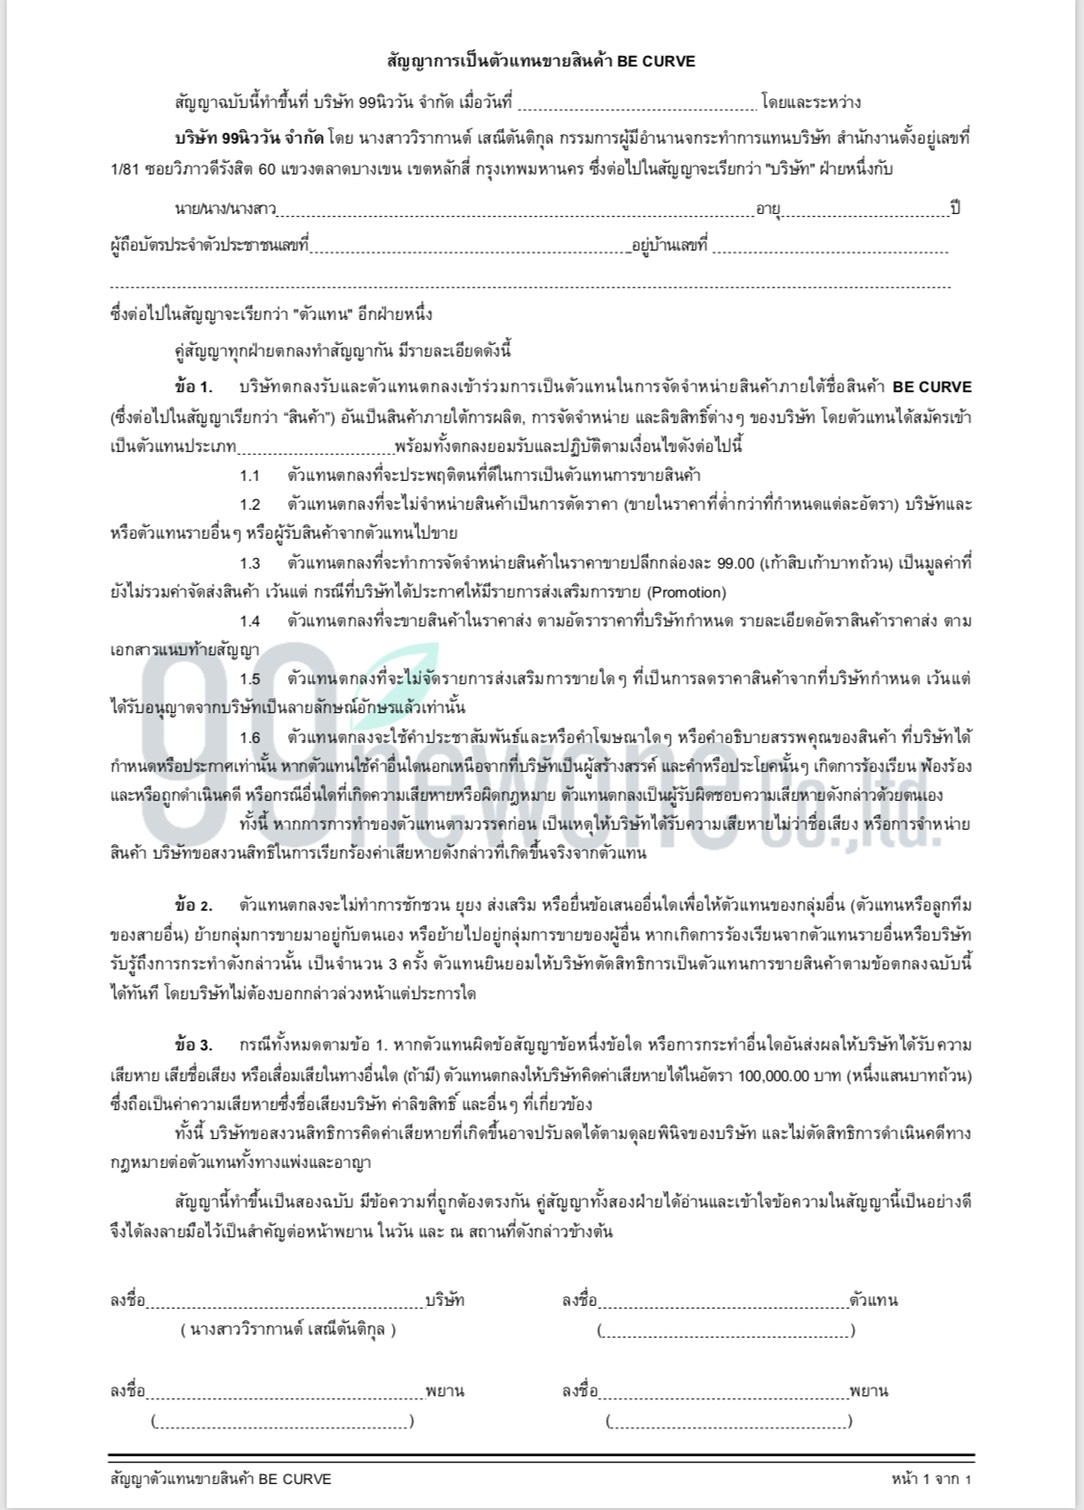 สัญญาการเป็นตัวแทนขายสินค้า BE CURVE
สัญญาฉบับนี้ทำขึ้นที่ บริษัท 99นิววัน จำกัด เมื่อวันที่ โดยและระหว่าง
บริษัท 99นิววัน จำกัด โดย นางสาววิรากานต์ เสณีตันติกุล กรรมการผู้มีอำนาจกระทำการแทนบริษัท สำนักงานตั้งอยู่เลขที่
1/81 ซอยวิภาวดีรังสิต 60 แขวงตลาดบางเขน เขตหลักสี่ กรุงเทพมหานคร ซึ่งต่อไปในสัญญาจะเรียกว่า "บริษัท" ฝ่ายหนึ่งกับ
นาย/นาง/นางสาว อายุ ปี
ผู้ถือบัตรประจำตัวประชาชนเลขที่ อยู่บ้านเลขที่
ซึ่งต่อไปในสัญญาจะเรียกว่า "ตัวแทน" อีกฝ่ายหนึ่ง
คู่สัญญาทุกฝ่ายตกลงทำสัญญากัน มีรายละเอียดดังนี้
ข้อ 1. บริษัทตกลงรับและตัวแทนตกลงเข้าร่วมการเป็นตัวแทนในการจัดจำหน่ายสินค้าภายใต้ชื่อสินค้า BE CURVE
(ซึ่งต่อไปในสัญญาเรียกว่า “สินค้า”) อันเป็นสินค้าภายใต้การผลิต, การจัดจำหน่าย และลิขสิทธิ์ต่างๆ ของบริษัท โดยตัวแทนได้สมัครเข้า
เป็นตัวแทนประเภท พร้อมทั้งตกลงยอมรับและปฏิบัติตามเงื่อนไขดังต่อไปนี้
1.1 ตัวแทนตกลงที่จะประพฤติตนที่ดีในการเป็นตัวแทนการขายสินค้า
1.2 ตัวแทนตกลงที่จะไม่จำหน่ายสินค้าเป็นการตัดราคา (ขายในราคาที่ต่ำกว่าที่กำหนดแต่ละอัตรา) บริษัทและ
หรือตัวแทนรายอื่นๆ หรือผู้รับสินค้าจากตัวแทนไปขาย
1.3 ตัวแทนตกลงที่จะทำการจัดจำหน่ายสินค้าในราคาขายปลีกกล่องละ 99.00 (เก้าสิบเก้าบาทถ้วน) เป็นมูลค่าที่
ยังไม่รวมค่าจัดส่งสินค้า เว้นแต่ กรณีที่บริษัทได้ประกาศให้มีรายการส่งเสริมการขาย (Promotion)
1.4 ตัวแทนตกลงที่จะขายสินค้าในราคาส่ง ตามอัตราราคาที่บริษัทกำหนด รายละเอียดอัตราสินค้าราคาส่ง ตาม
เอกสารแนบท้ายสัญญา
1.5 ตัวแทนตกลงที่จะไม่จัดรายการส่งเสริมการขายใดๆ ที่เป็นการลดราคาสินค้าจากที่บริษัทกำหนด เว้นแต่
ได้รับอนุญาตจากบริษัทเป็นลายลักษณ์อักษรแล้วเท่านั้น
1.6 ตัวแทนตกลงจะใช้คำประชาสัมพันธ์และหรือคำโฆษณาใดๆ หรือคำอธิบายสรรพคุณของสินค้า ที่บริษัทได้
กำหนดหรือประกาศเท่านั้น หากตัวแทนใช้คำอื่นใดนอกเหนือจากที่บริษัทเป็นผู้สร้างสรรค์ และคำหรือประโยคนั้นๆ เกิดการร้องเรียน ฟ้องร้อง
และหรือถูกดำเนินคดี หรือกรณีอื่นใดที่เกิดความเสียหายหรือผิดกฎหมาย ตัวแทนตกลงเป็นผู้รับผิดชอบความเสียหายดังกล่าวด้วยตนเอง
ทั้งนี้ หากการการทำของตัวแทนตามวรรคก่อน เป็นเหตุให้บริษัทได้รับความเสียหายไม่ว่าชื่อเสียง หรือการจำหน่าย
สินค้า บริษัทขอสงวนสิทธิในการเรียกร้องค่าเสียหายดังกล่าวที่เกิดขึ้นจริงจากตัวแทน
99newone Co.,ltd.
ข้อ 2. ตัวแทนตกลงจะไม่ทำการชักชวน ยุยง ส่งเสริม หรือยื่นข้อเสนออื่นใดเพื่อให้ตัวแทนของกลุ่มอื่น (ตัวแทนหรือลูกทีม
ของสายอื่น) ย้ายกลุ่มการขายมาอยู่กับตนเอง หรือย้ายไปอยู่กลุ่มการขายของผู้อื่น หากเกิดการร้องเรียนจากตัวแทนรายอื่นหรือบริษัท
รับรู้ถึงการกระทำดังกล่าวนั้น เป็นจำนวน 3 ครั้ง ตัวแทนยินยอมให้บริษัทตัดสิทธิการเป็นตัวแทนการขายสินค้าตามข้อตกลงฉบับนี้
ได้ทันที โดยบริษัทไม่ต้องบอกกล่าวล่วงหน้าแต่ประการใด
ข้อ 3. กรณีทั้งหมดตามข้อ 1. หากตัวแทนผิดข้อสัญญาข้อหนึ่งข้อใด หรือการกระทำอื่นใดอันส่งผลให้บริษัทได้รับความ
เสียหาย เสียชื่อเสียง หรือเสื่อมเสียในทางอื่นใด (ถ้ามี) ตัวแทนตกลงให้บริษัทคิดค่าเสียหายได้ในอัตรา 100,000.00 บาท (หนึ่งแสนบาทถ้วน)
ซึ่งถือเป็นค่าความเสียหายซึ่งชื่อเสียงบริษัท ค่าลิขสิทธิ์ และอื่นๆ ที่เกี่ยวข้อง
ทั้งนี้ บริษัทขอสงวนสิทธิการคิดค่าเสียหายที่เกิดขึ้นอาจปรับลดได้ตามดุลยพินิจของบริษัท และไม่ตัดสิทธิการดำเนินคดีทาง
กฎหมายต่อตัวแทนทั้งทางแพ่งและอาญา
สัญญานี้ทำขึ้นเป็นสองฉบับ มีข้อความที่ถูกต้องตรงกัน คู่สัญญาทั้งสองฝ่ายได้อ่านและเข้าใจข้อความในสัญญานี้เป็นอย่างดี
จึงได้ลงลายมือไว้เป็นสำคัญต่อหน้าพยาน ในวัน และ ณ สถานที่ดังกล่าวข้างต้น
ลงชื่อ บริษัท ลงชื่อ ตัวแทน
( นางสาววิรากานต์ เสณีตันติกุล ) ( )
ลงชื่อ พยาน ลงชื่อ พยาน
( ) ( )
สัญญาตัวแทนขายสินค้า BE CURVE หน้า 1 จาก 1